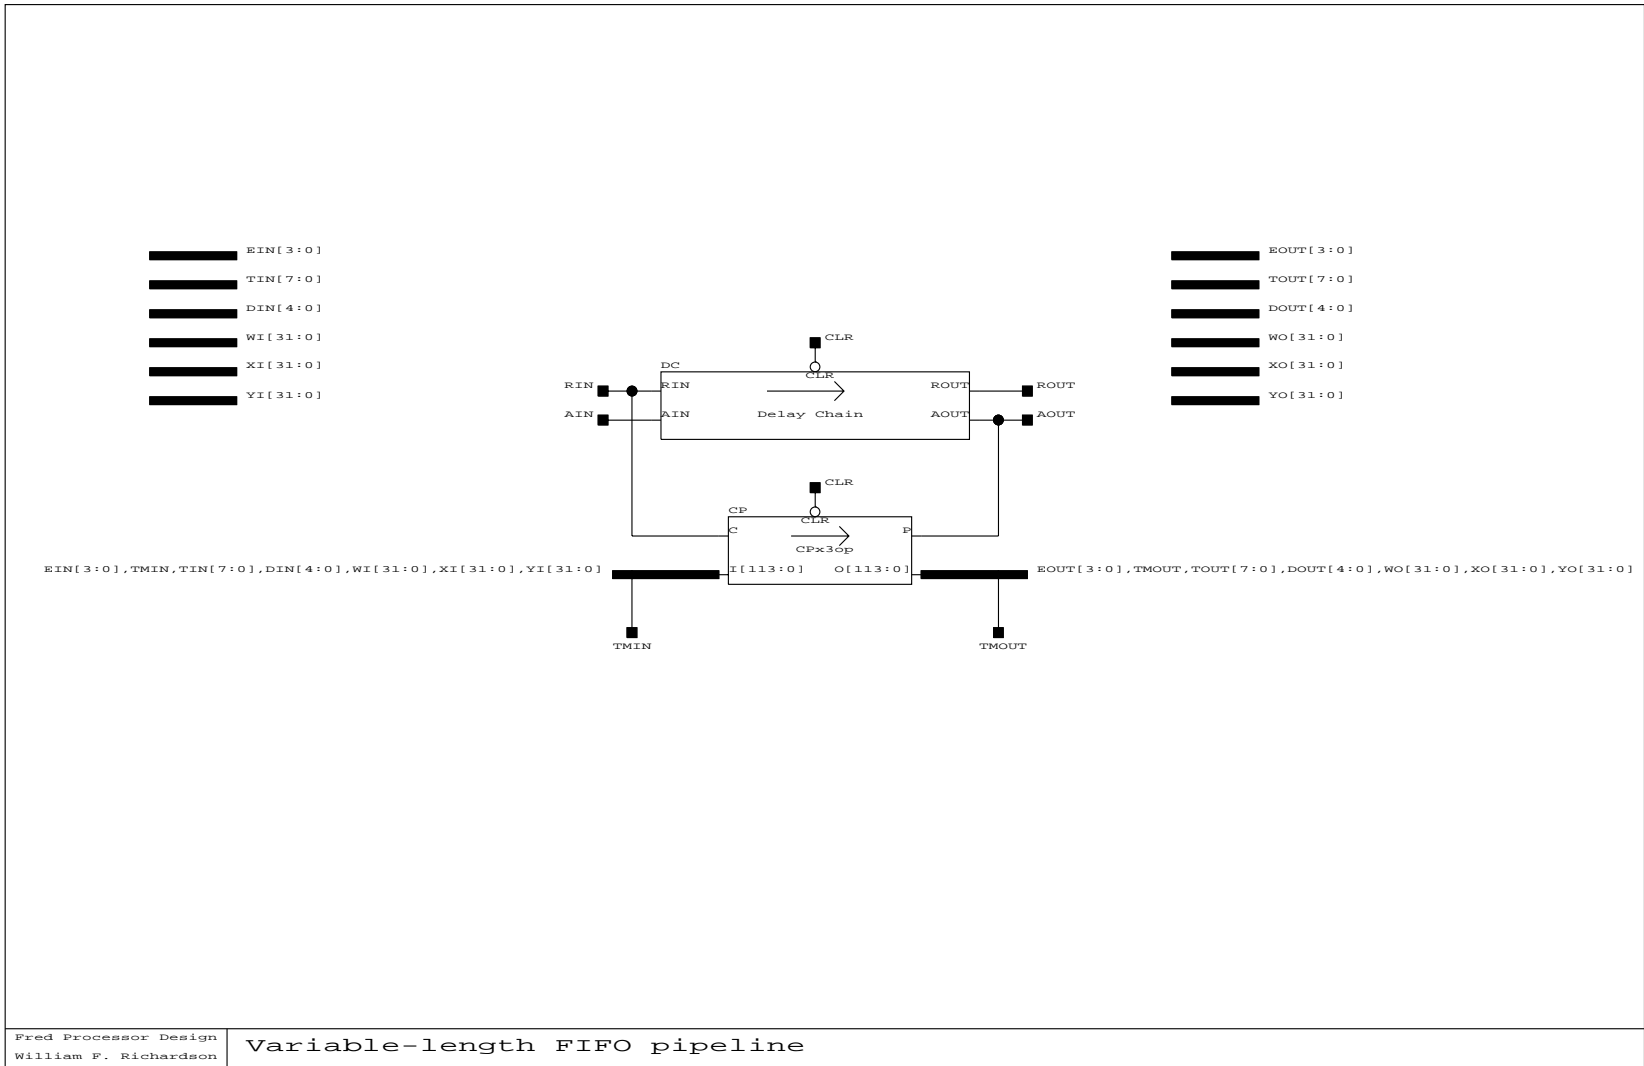 EIN[3:0]
TIN[7:0]
DIN[4:0]
WI[31:0]
XI[31:0]
YI[31:0]
EOUT[3:0]
TOUT[7:0]
DOUT[4:0]
WO[31:0]
XO[31:0]
YO[31:0]
CLR
DC
CLR
RIN RIN ROUT ROUT
AIN AIN Delay Chain AOUT AOUT
CLR
CP
CLR
C P
CPx3op
EIN[3:0],TMIN,TIN[7:0],DIN[4:0],WI[31:0],XI[31:0],YI[31:0] I[113:0] O[113:0] EOUT[3:0],TMOUT,TOUT[7:0],DOUT[4:0],WO[31:0],XO[31:0],YO[31:0]
TMIN TMOUT
Fred Processor Design
William F. Richardson
Variable-length FIFO pipeline